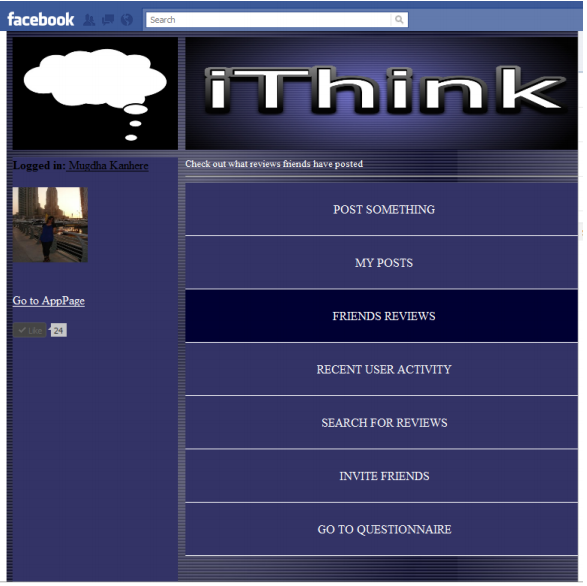 facebook
Search
iThink
Logged in: Mugdha Kanhere
Check out what reviews friends have posted
POST SOMETHING
MY POSTS
FRIENDS REVIEWS
Go to AppPage
Like 24
RECENT USER ACTIVITY
SEARCH FOR REVIEWS
INVITE FRIENDS
GO TO QUESTIONNAIRE